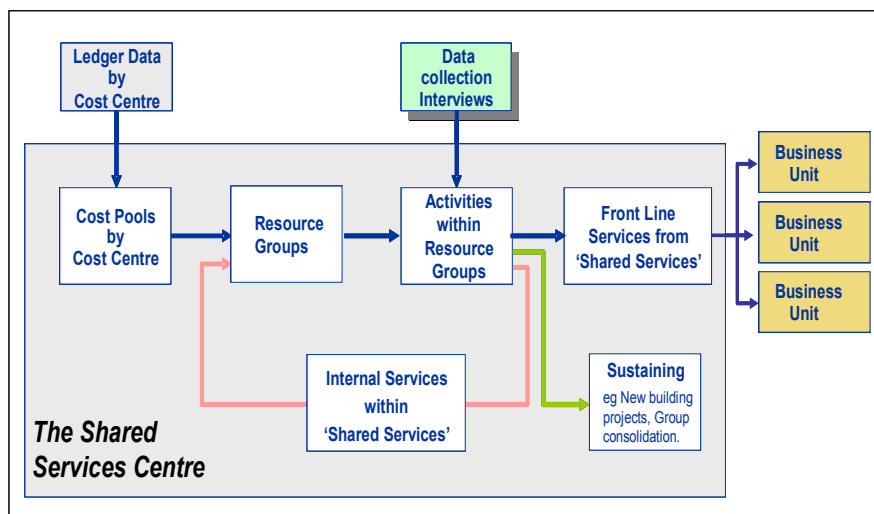 Ledger Data
by
Cost Centre
Data
collection
Interviews
Business
Unit
Cost Pools
by
Cost Centre
Resource
Groups
Activities
within
Resource
Groups
Front Line
Services from
‘Shared Services’
Business
Unit
Business
Unit
Internal Services
within
‘Shared Services’
Sustaining
eg New building
projects, Group
consolidation.
The Shared
Services Centre